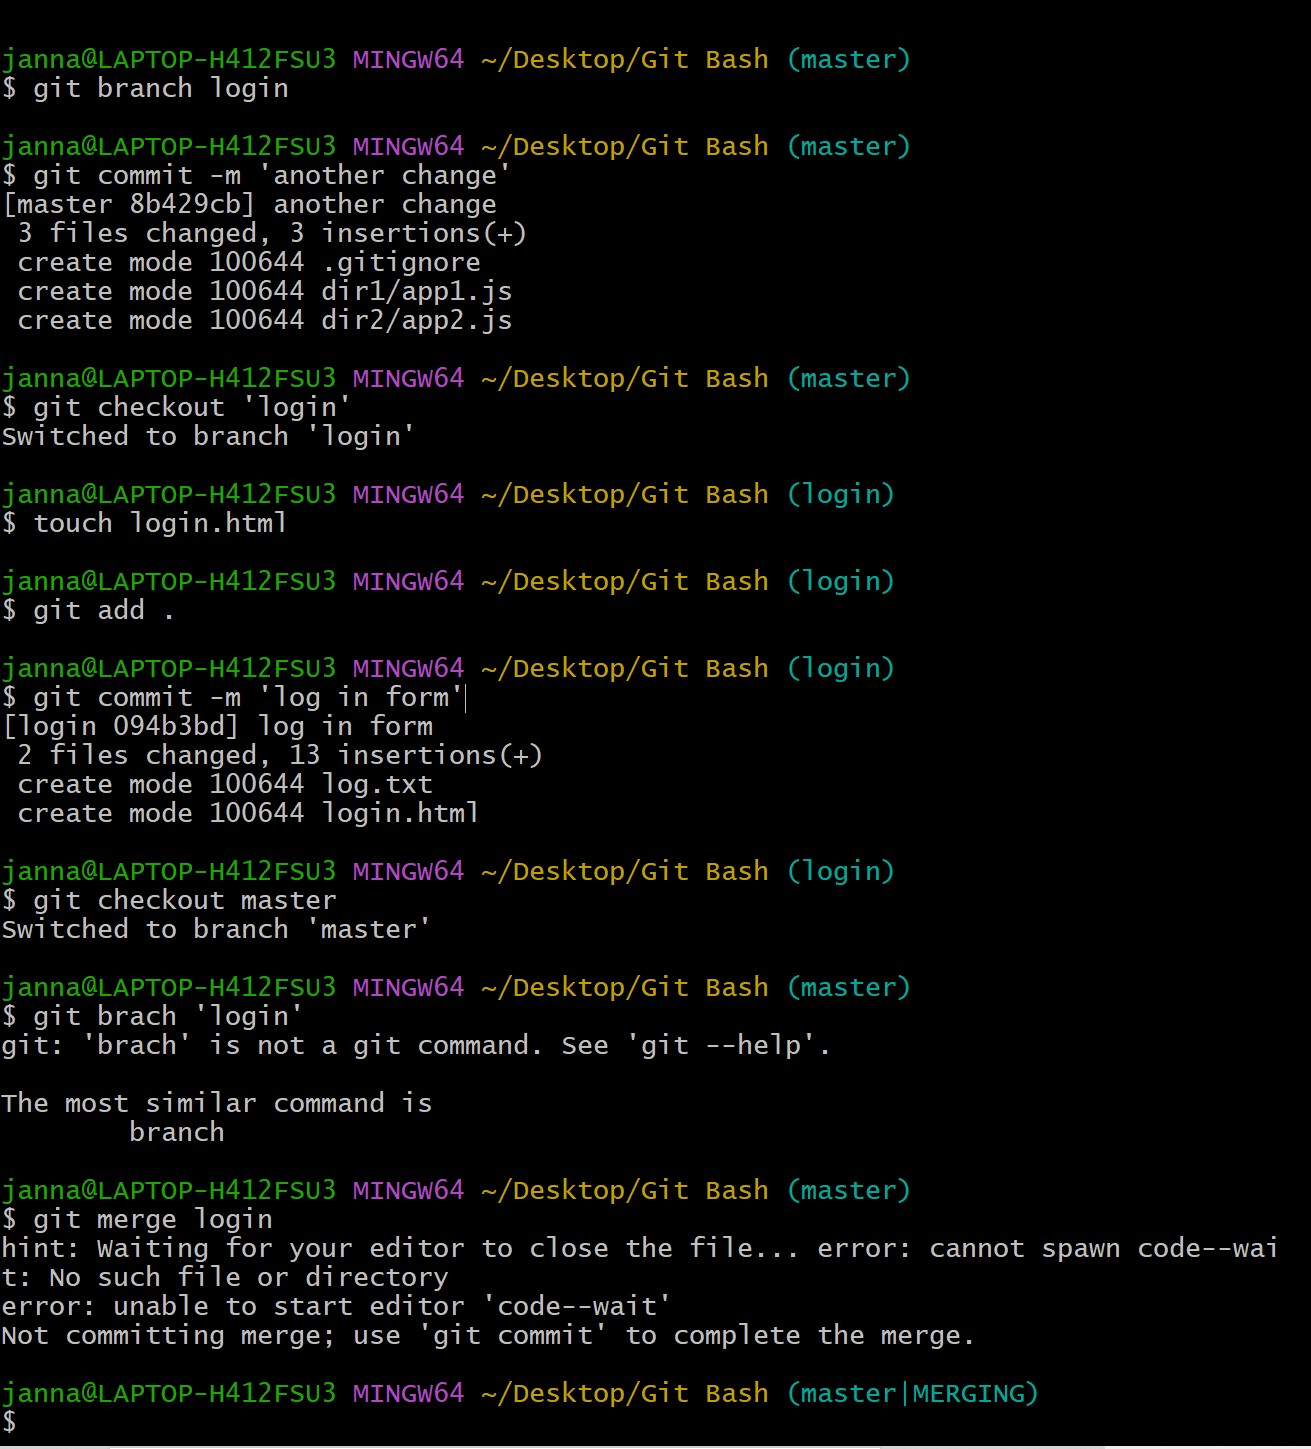 janna@LAPTOP-H412FSU3 MINGW64 ~/Desktop/Git Bash (master)
$ git branch login

janna@LAPTOP-H412FSU3 MINGW64 ~/Desktop/Git Bash (master)
$ git commit -m 'another change'
[master 8b429cb] another change
 3 files changed, 3 insertions(+)
 create mode 100644 .gitignore
 create mode 100644 dir1/app1.js
 create mode 100644 dir2/app2.js

janna@LAPTOP-H412FSU3 MINGW64 ~/Desktop/Git Bash (master)
$ git checkout 'login'
Switched to branch 'login'

janna@LAPTOP-H412FSU3 MINGW64 ~/Desktop/Git Bash (login)
$ touch login.html

janna@LAPTOP-H412FSU3 MINGW64 ~/Desktop/Git Bash (login)
$ git add .

janna@LAPTOP-H412FSU3 MINGW64 ~/Desktop/Git Bash (login)
$ git commit -m 'log in form'
[login 094b3bd] log in form
 2 files changed, 13 insertions(+)
 create mode 100644 log.txt
 create mode 100644 login.html

janna@LAPTOP-H412FSU3 MINGW64 ~/Desktop/Git Bash (login)
$ git checkout master
Switched to branch 'master'

janna@LAPTOP-H412FSU3 MINGW64 ~/Desktop/Git Bash (master)
$ git brach 'login'
git: 'brach' is not a git command. See 'git --help'.

The most similar command is
        branch

janna@LAPTOP-H412FSU3 MINGW64 ~/Desktop/Git Bash (master)
$ git merge login
hint: Waiting for your editor to close the file... error: cannot spawn code--wai
t: No such file or directory
error: unable to start editor 'code--wait'
Not committing merge; use 'git commit' to complete the merge.

janna@LAPTOP-H412FSU3 MINGW64 ~/Desktop/Git Bash (master|MERGING)
$